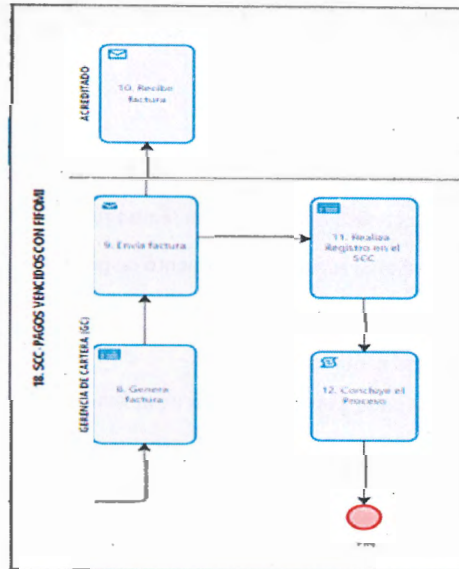 18. SCC- PAGOS VENCIDOS CON FIFOMI
ACREDITADO
10. Recibe
factura
GERENCIA DE CARTERA (GC)
9. Envía factura
11. Realiza
Registro en el
SCC
8. Genera
factura
12. Concluye el
Proceso